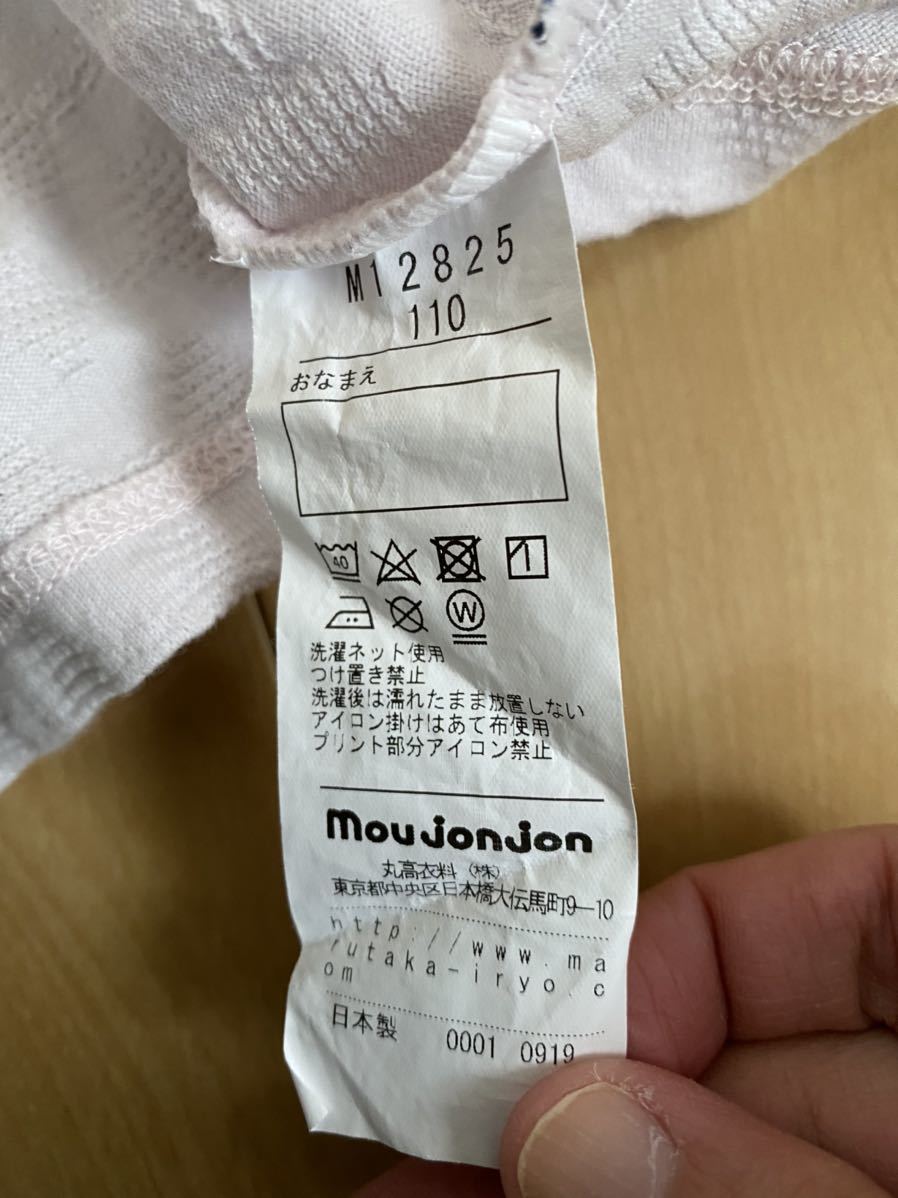 M12825
110
おなまえ
40
W
洗濯ネット使用
つけ置き禁止
洗濯後は濡れたまま放置しない
アイロン掛けはあて布使用
プリント部分アイロン禁止
moujonjon
丸高衣料(株)
東京都中央区日本橋大伝馬町9-10
http://www.ma
rutaka-iryo.c
om
日本製 0001 0919